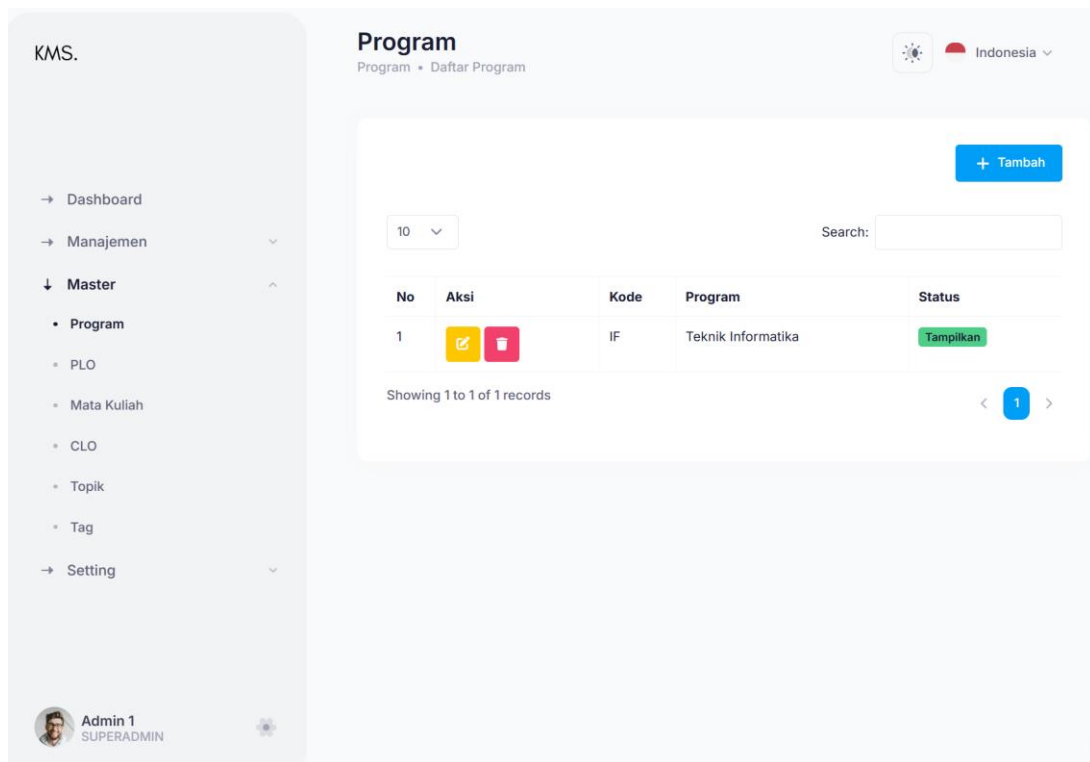 KMS.
Dashboard
Manajemen
Master
Program
PLO
Mata Kuliah
CLO
Topik
Tag
Setting
Admin 1
SUPERADMIN
Program
Program • Daftar Program
Indonesia
+ Tambah
10
Search:
No Aksi Kode Program Status
1 IF Teknik Informatika Tampilkan
Showing 1 to 1 of 1 records
< 1 >